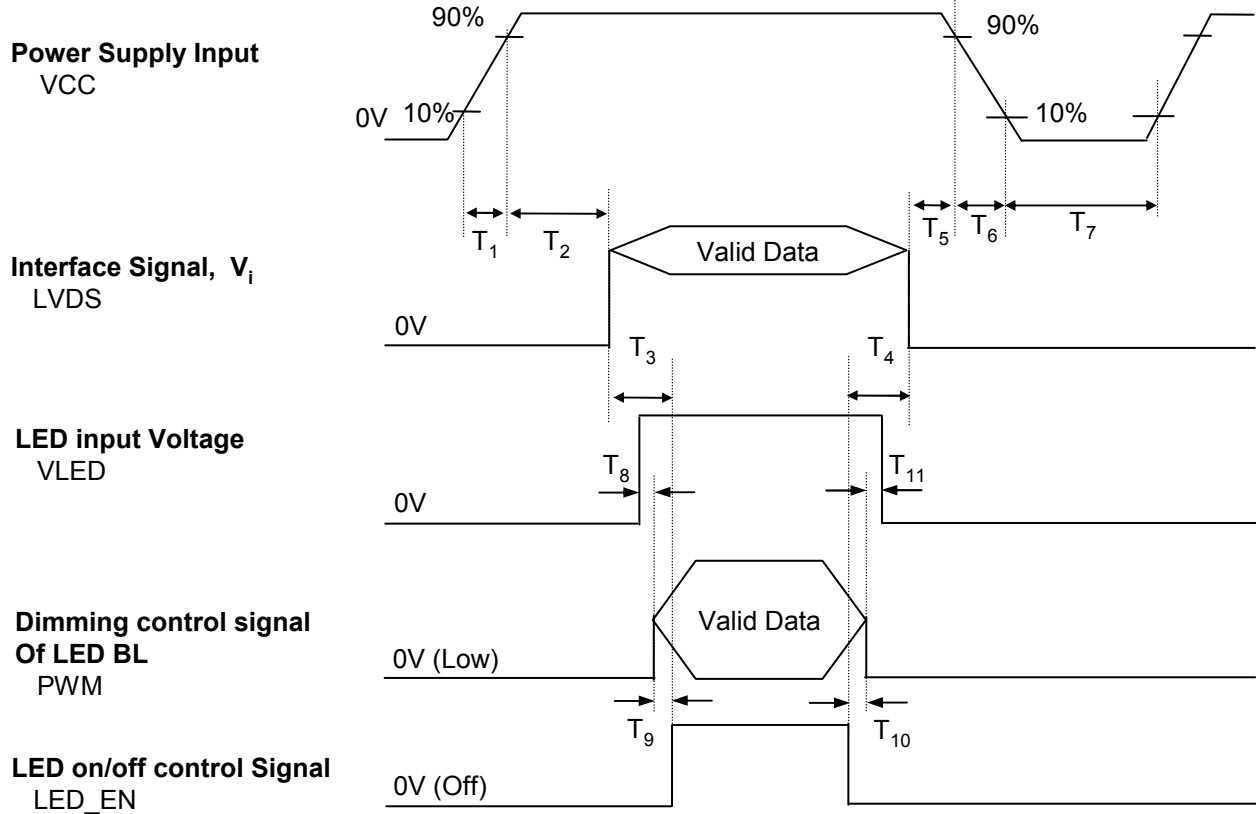 90%
90%
Power Supply Input
VCC
0V 10%
10%
T1
T2
T5
T6
T7
Valid Data
Interface Signal, Vi
LVDS
0V
T3
T4
LED input Voltage
VLED
T8
T11
0V
Valid Data
Dimming control signal
Of LED BL
PWM
0V (Low)
T9
T10
LED on/off control Signal
LED_EN
0V (Off)